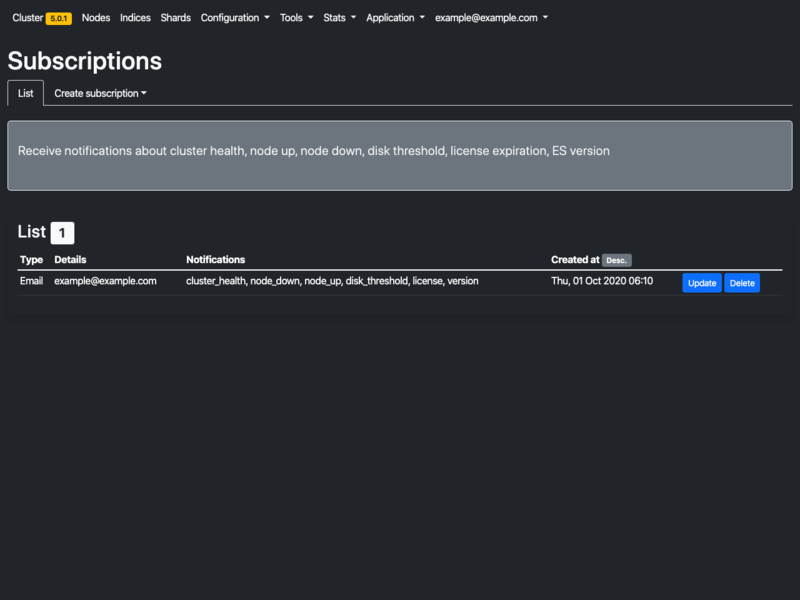 Cluster 5.0.1 Nodes Indices Shards Configuration Tools Stats Application example@example.com
Subscriptions
List Create subscription
Receive notifications about cluster health, node up, node down, disk threshold, license expiration, ES version
List 1
Type Details Notifications Created at Desc.
Email example@example.com cluster_health, node_down, node_up, disk_threshold, license, version Thu, 01 Oct 2020 06:10 Update Delete